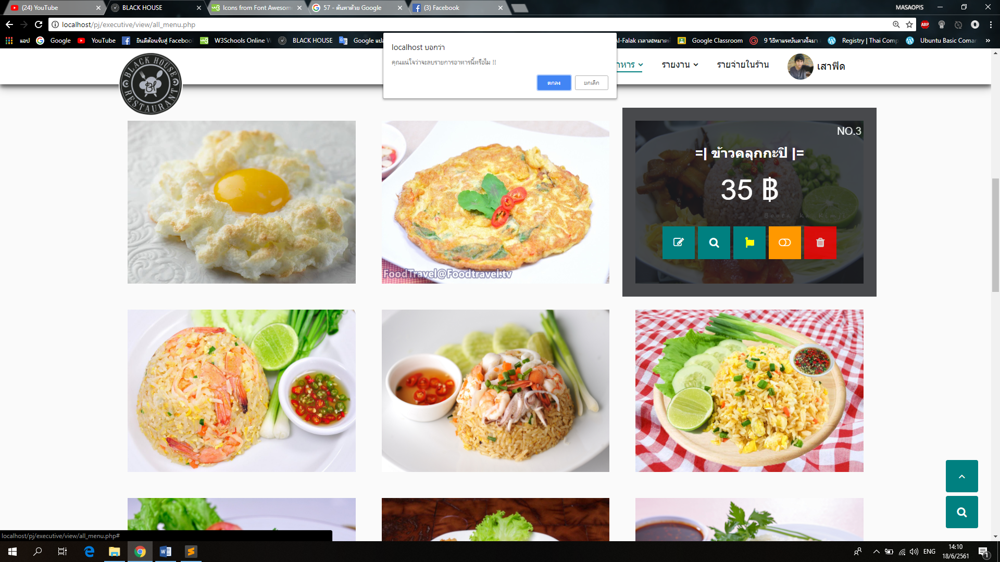 (24) YouTube
BLACK HOUSE
Icons from Font Awesom
57 - ค้นหาด้วย Google
(3) Facebook
MASAOPIS
localhost/pj/executive/view/all_menu.php
ABP
แอป
Google
YouTube
ยินดีต้อนรับสู่ Faceboo
W3Schools Online W
BLACK HOUSE
Google แปล
Al-Falak เวลาละหมาด
Google Classroom
9 วิธีหาแรงบันดาลใจมา
Registry | Thai Comp
Ubuntu Basic Coman
»
localhost บอกว่า
คุณแน่ใจว่าจะลบรายการอาหารนี้หรือไม !!
ตกลง
ยกเลิก
BLACK HOUSE
BH
RESTAURANT
าหาร
รายงาน
รายจ่ายในร้าน
เสาฟิด
NO.3
=| ข้าวคลุกกะปิ |=
35 ฿
FoodTravel@Foodtravel.tv
localhost/pj/executive/view/all_menu.php#
ENG
14:10
18/6/2561
1